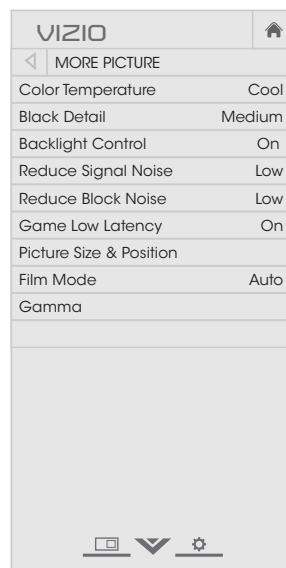 VIZIO
MORE PICTURE
Color Temperature Cool
Black Detail Medium
Backlight Control On
Reduce Signal Noise Low
Reduce Block Noise Low
Game Low Latency On
Picture Size & Position
Film Mode Auto
Gamma